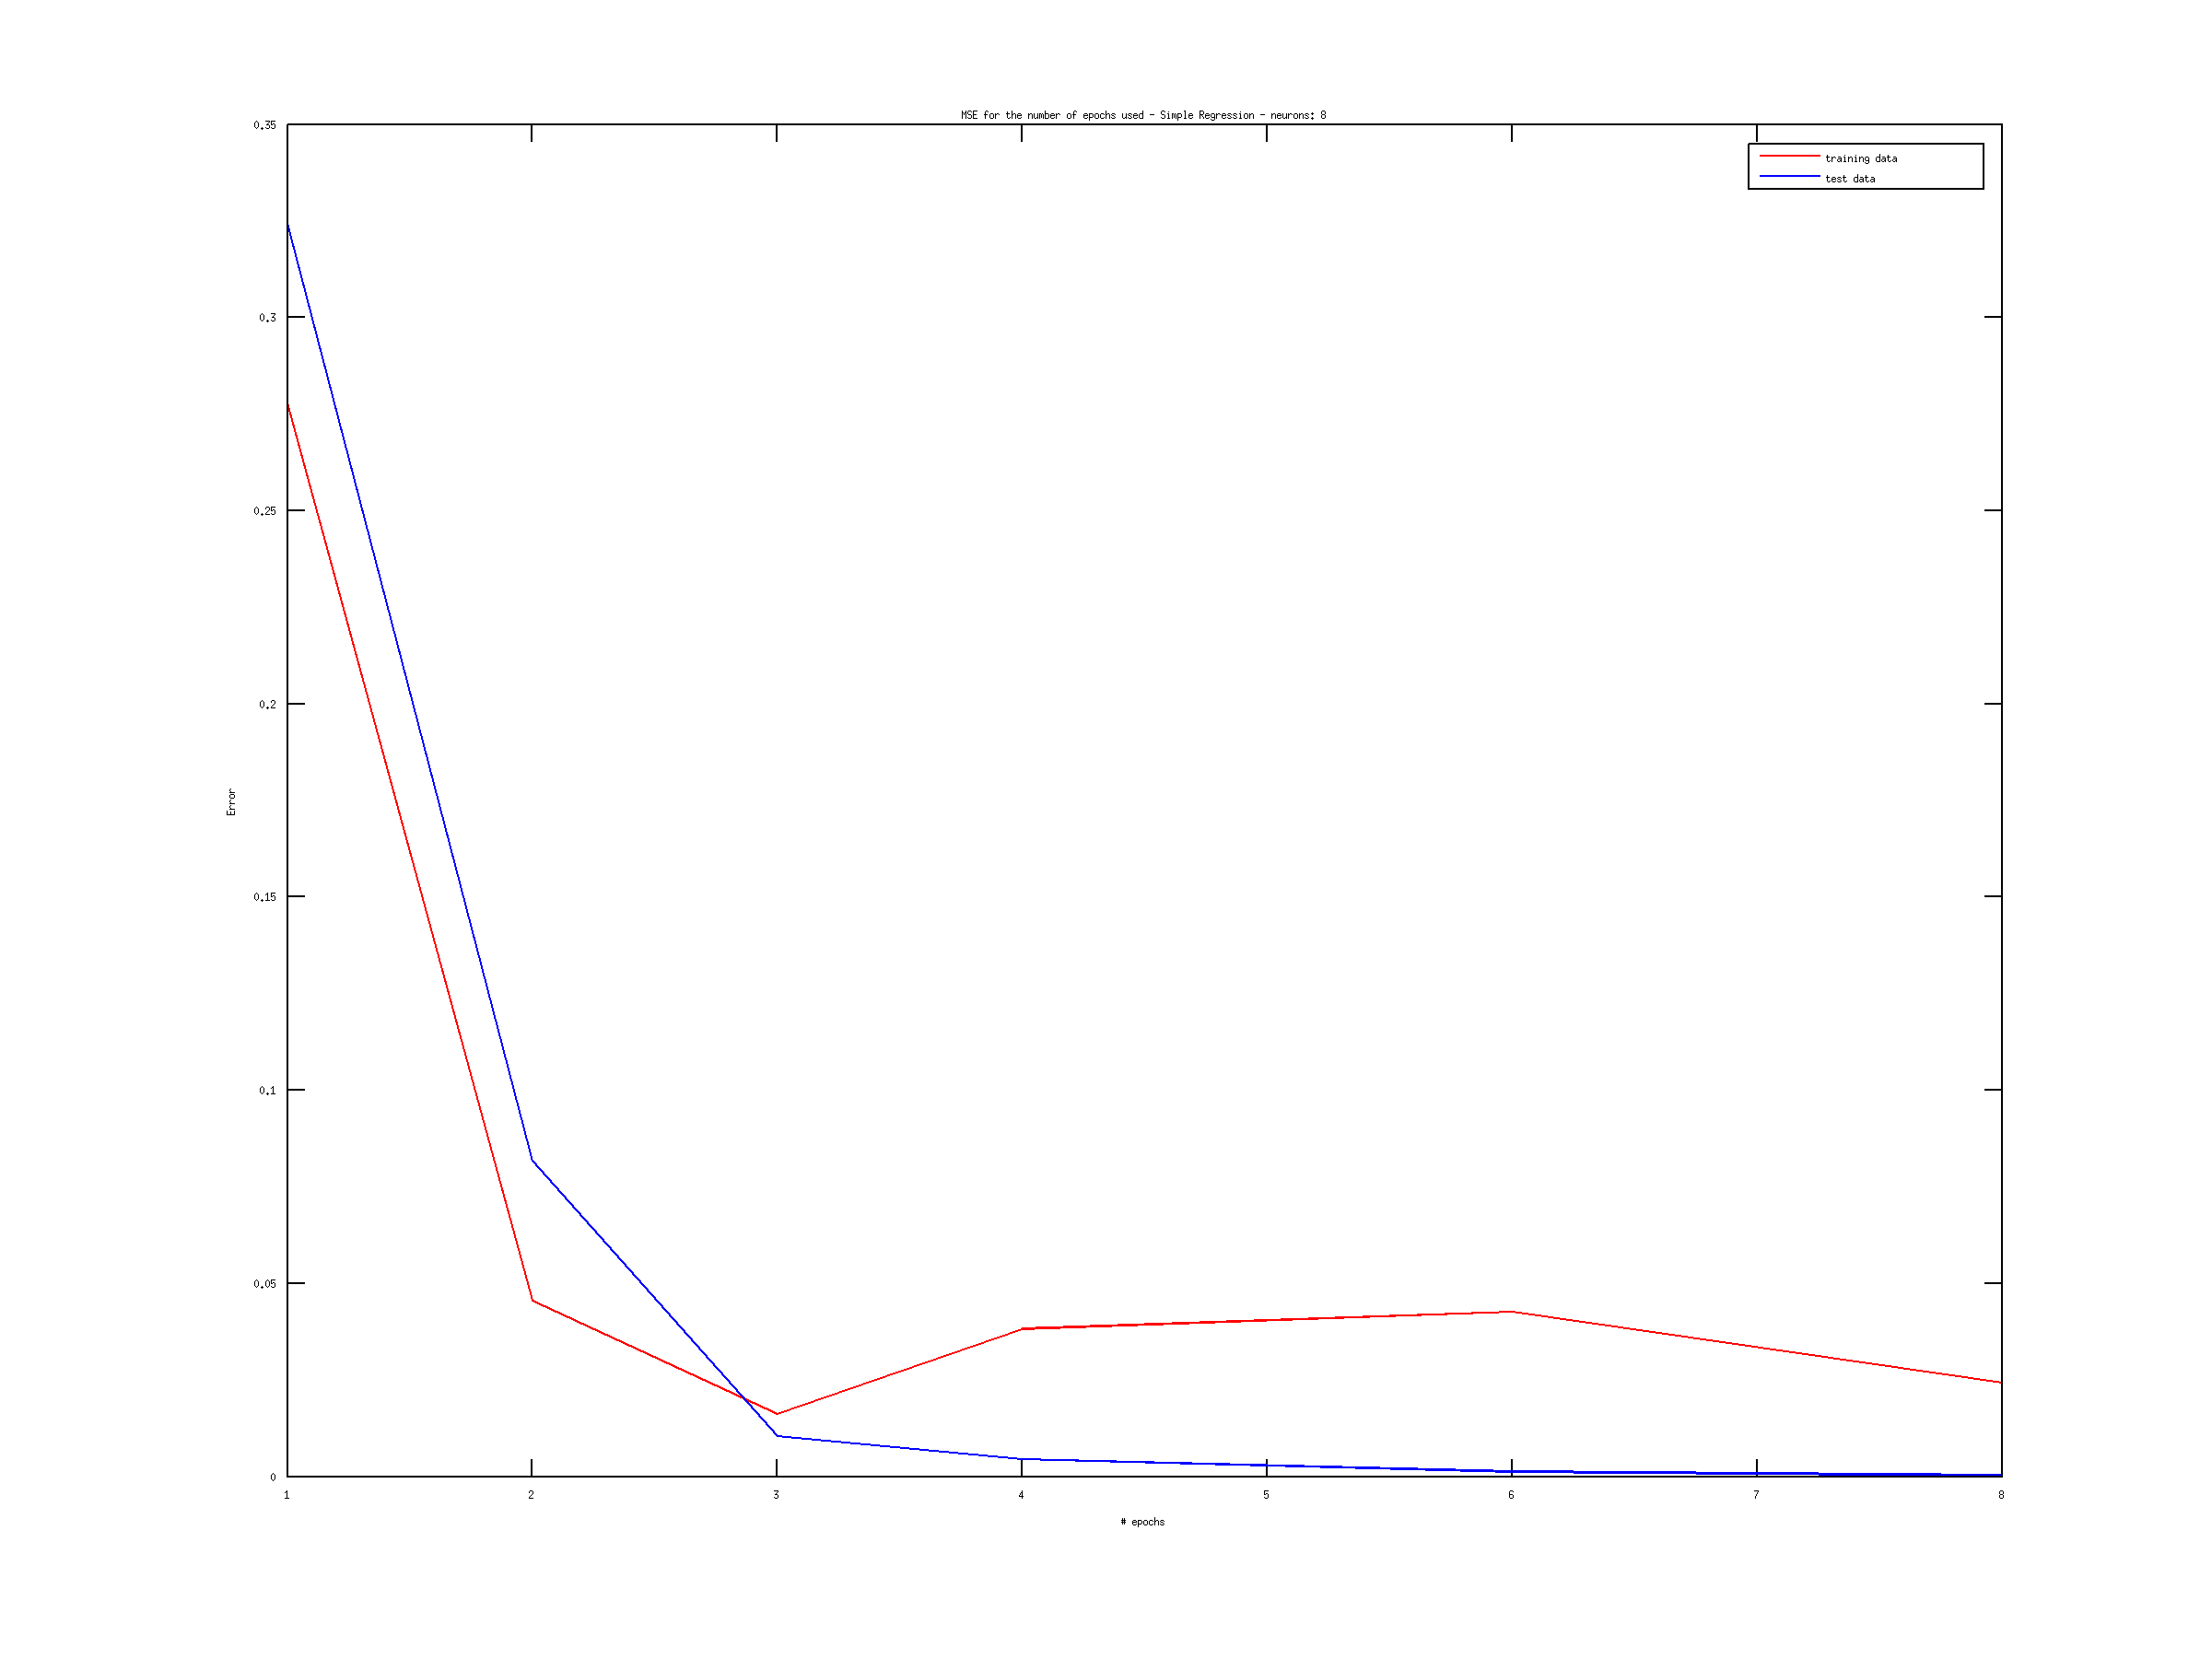 MSE for the number of epochs used - Simple Regression - neurons: 8
training data
test data
0.35
0.3
0.25
0.2
0.15
0.1
0.05
0
Error
1 2 3 4 5 6 7 8
# epochs